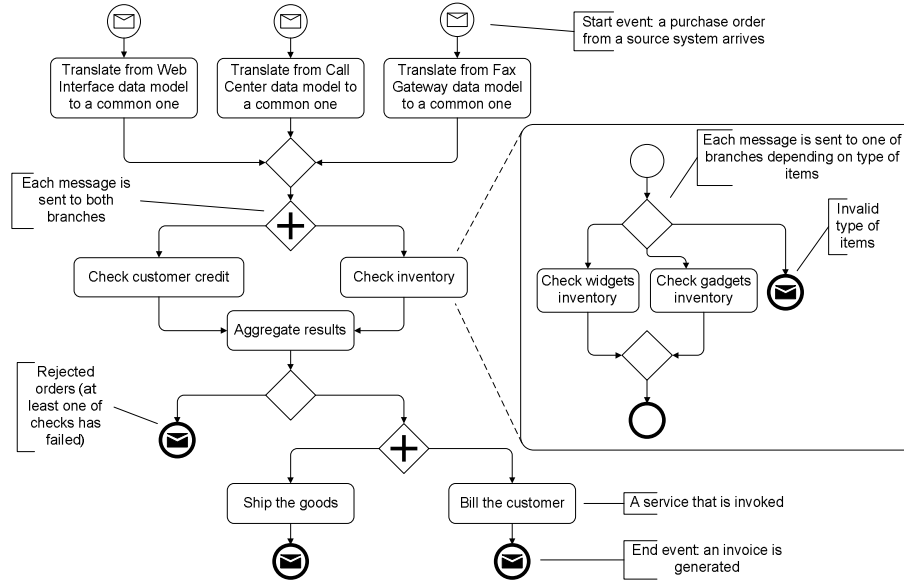 Start event: a purchase order
from a source system arrives
Translate from Web
Interface data model
to a common one
Translate from Call
Center data model to
a common one
Translate from Fax
Gateway data model
to a common one
Each message is sent to one of
branches depending on type of
items
Each message is
sent to both
branches
Invalid
type of
items
Check customer credit
Check inventory
Check widgets
inventory
Check gadgets
inventory
Aggregate results
Rejected
orders (at
least one of
checks has
failed)
Ship the goods
Bill the customer
A service that is invoked
End event: an invoice is
generated